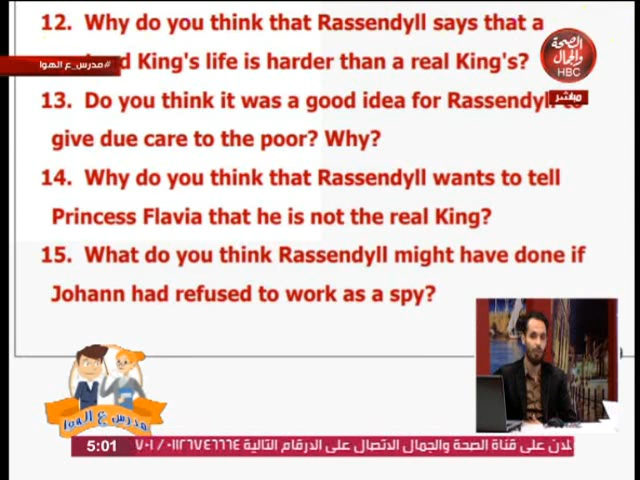 12. Why do you think that Rassendyll says that a
King's life is harder than a real King's?
#مدرس_ع_الهوا
الصحة
والجمال
HBC
مباشر
13. Do you think it was a good idea for Rassendyll to
give due care to the poor? Why?
14. Why do you think that Rassendyll wants to tell
Princess Flavia that he is not the real King?
15. What do you think Rassendyll might have done if
Johann had refused to work as a spy?
مدرس ع الهوا
5:01
علان على قناة الصحة والجمال الاتصال على الارقام التالية ٠١١٢٦٧٤٦٦٦٤ / ٧٠١